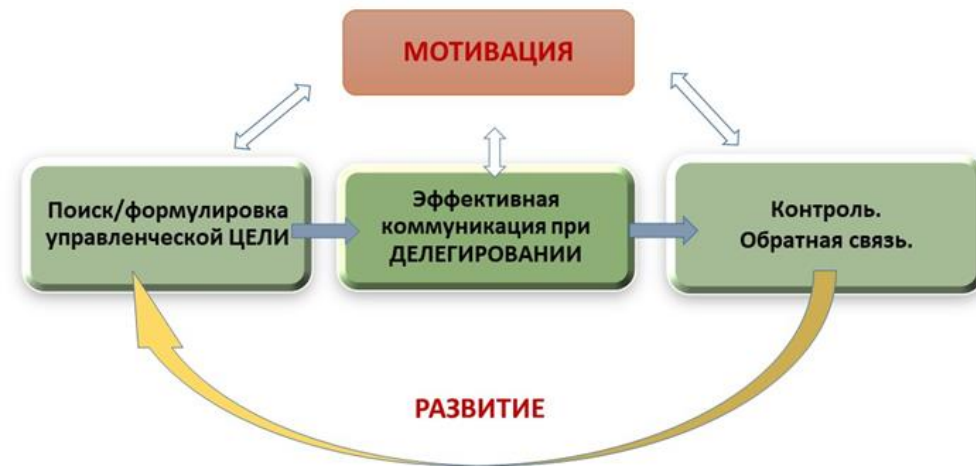 МОТИВАЦИЯ
Поиск/формулировка
управленческой ЦЕЛИ
Эффективная
коммуникация при
ДЕЛЕГИРОВАНИИ
Контроль.
Обратная связь.
РАЗВИТИЕ